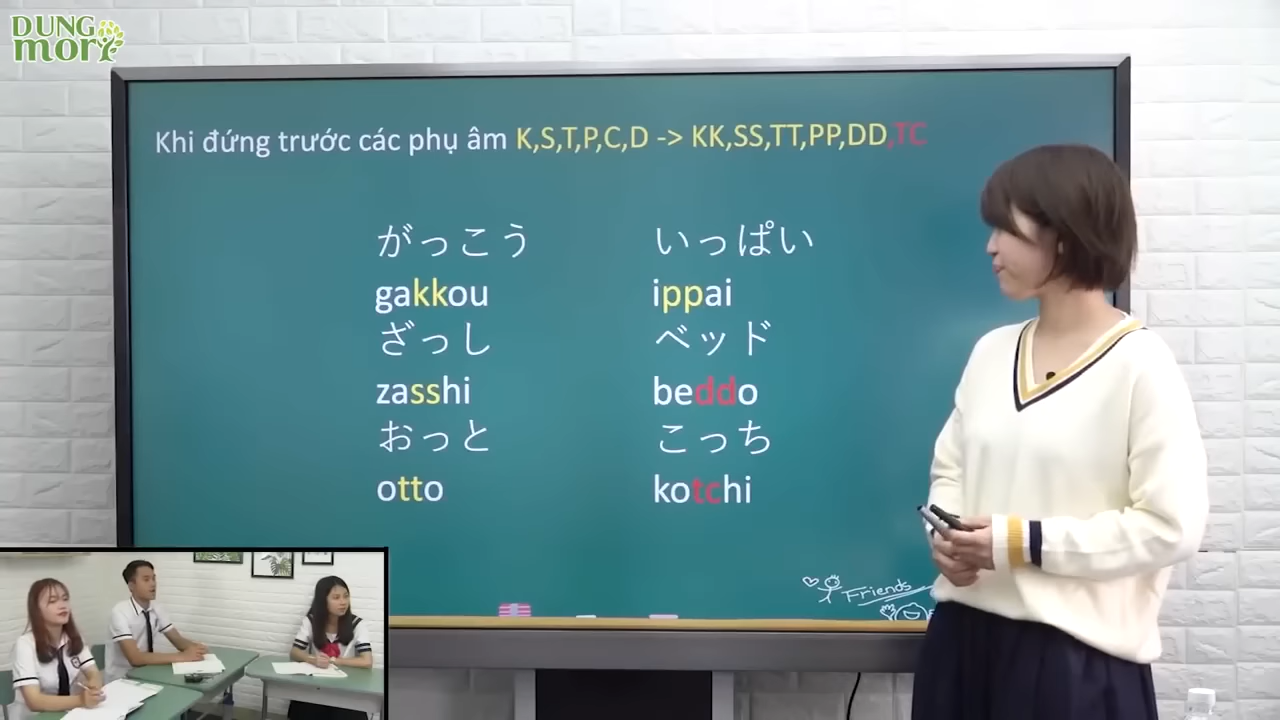 DUNG
mori
Khi đứng trước các phụ âm K,S,T,P,C,D -> KK,SS,TT,PP,DD,TC
がっこう
gakkou
ざっし
zasshi
おっと
otto
いっぱい
ippai
ベッド
beddo
こっち
kotchi
Friends